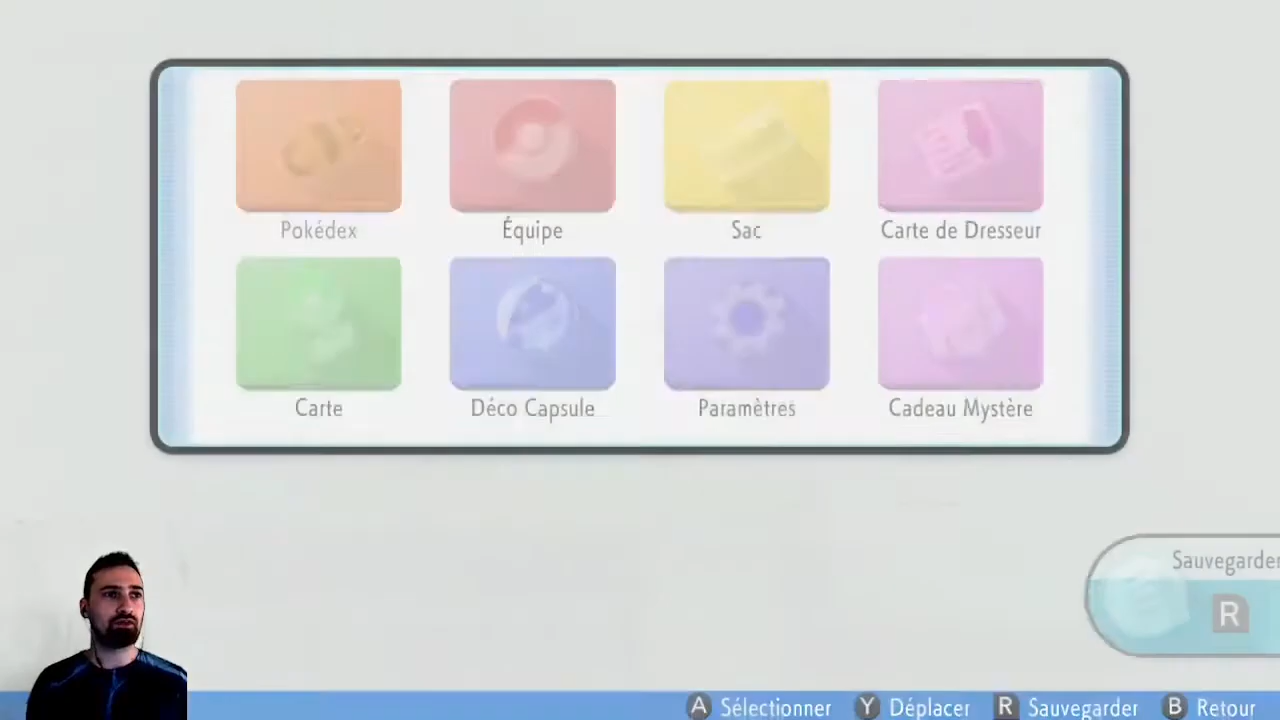 Pokédex
Équipe
Sac
Carte de Dresseur
Carte
Déco Capsule
Paramètres
Cadeau Mystère
Sauvegarder
R
A Sélectionner Y Déplacer R Sauvegarder B Retour